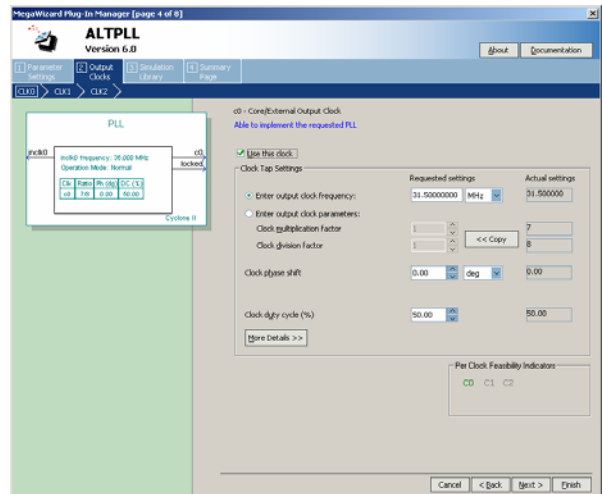 MegaWizard Plug-In Manager [page 4 of 8]
ALTPLL
Version 6.0
About
Documentation
1 Parameter Settings
2 Output Clocks
3 Simulation Library
4 Summary Page
CLK0
CLK1
CLK2
PLL
inclk0
c0
locked
inclk0 frequency: 36.000 MHz
Operation Mode: Normal
Clk Ratio Ph (dg) DC (%)
c0 7/8 0.00 50.00
Cyclone II
c0 - Core/External Output Clock
Able to implement the requested PLL
Use this clock
Clock Tap Settings
Requested settings
Actual settings
Enter output clock frequency:
31.50000000
MHz
31.500000
Enter output clock parameters:
Clock multiplication factor
1
7
<< Copy
Clock division factor
1
8
Clock phase shift
0.00
deg
0.00
Clock duty cycle (%)
50.00
50.00
More Details >>
Per Clock Feasibility Indicators
C0 C1 C2
Cancel
< Back
Next >
Finish